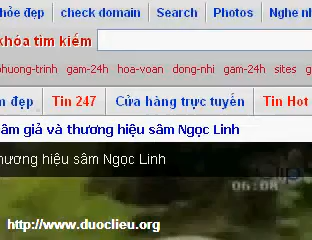 hỏe đẹp check domain Search Photos Nghe nh
khóa tìm kiếm
phuong-trinh gam-24h hoa-voan dong-nhi gam-24h sites g
m đẹp Tin 247 Cửa hàng trực tuyến Tin Hot
âm giả và thương hiệu sâm Ngọc Linh
hương hiệu sâm Ngọc Linh
06:08
http://www.duoclieu.org